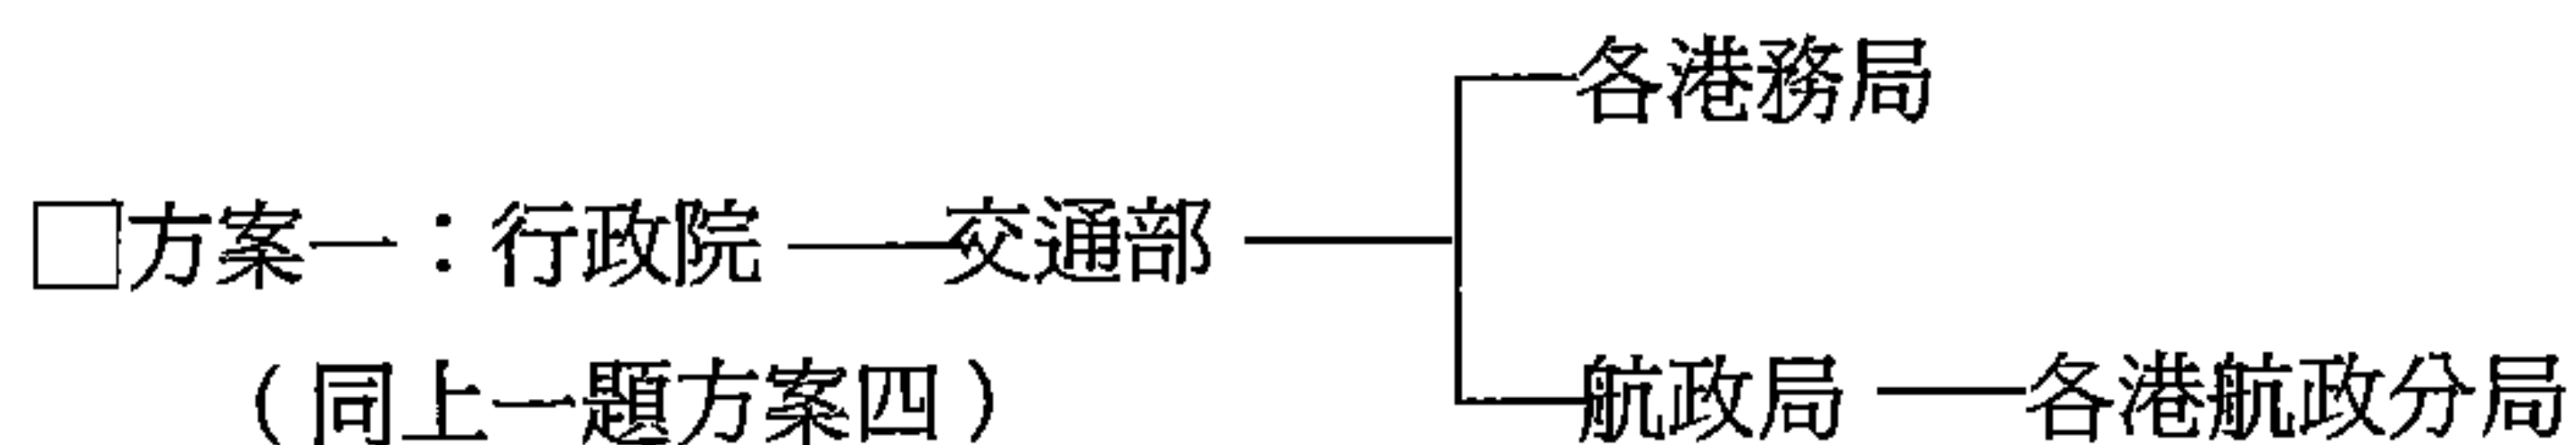 各港務局
□方案一：行政院——交通部
（同上一題方案四）
航政局——各港航政分局